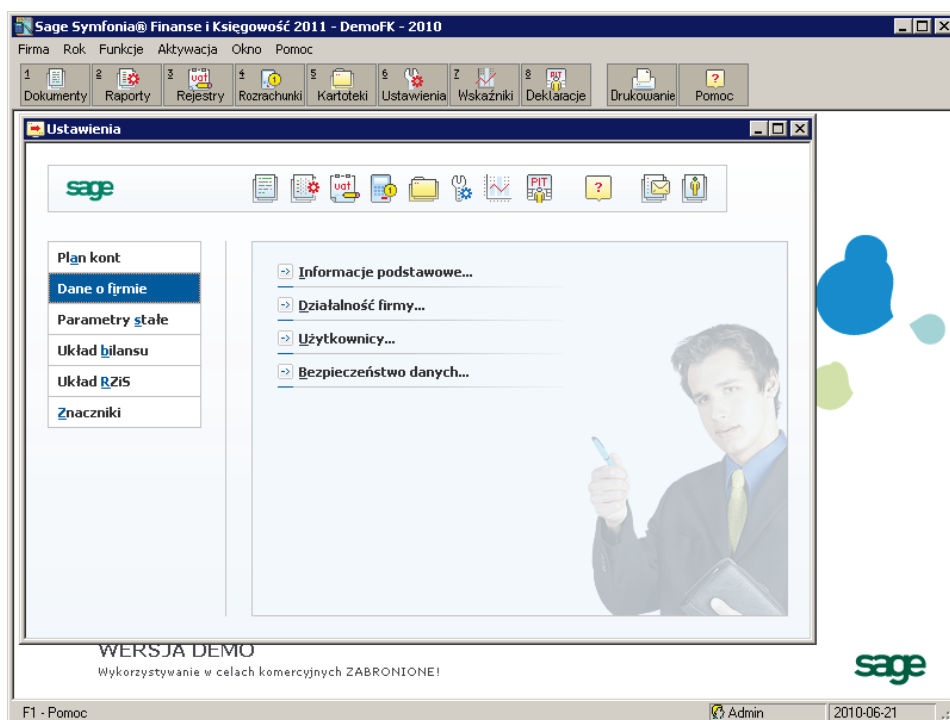 Sage Symfonia® Finanse i Księgowość 2011 - DemoFK - 2010
Firma Rok Funkcje Aktywacja Okno Pomoc
1 2 3 4 5 6 7 8
Dokumenty Raporty Rejestry Rozrachunki Kartoteki Ustawienia Wskaźniki Deklaracje Drukowanie Pomoc
Ustawienia
sage
Plan kont
Dane o firmie
Parametry stałe
Układ bilansu
Układ RZiS
Znaczniki
Informacje podstawowe...
Działalność firmy...
Użytkownicy...
Bezpieczeństwo danych...
WERSJA DEMO
Wykorzystywanie w celach komercyjnych ZABRONIONE!
sage
F1 - Pomoc Admin 2010-06-21